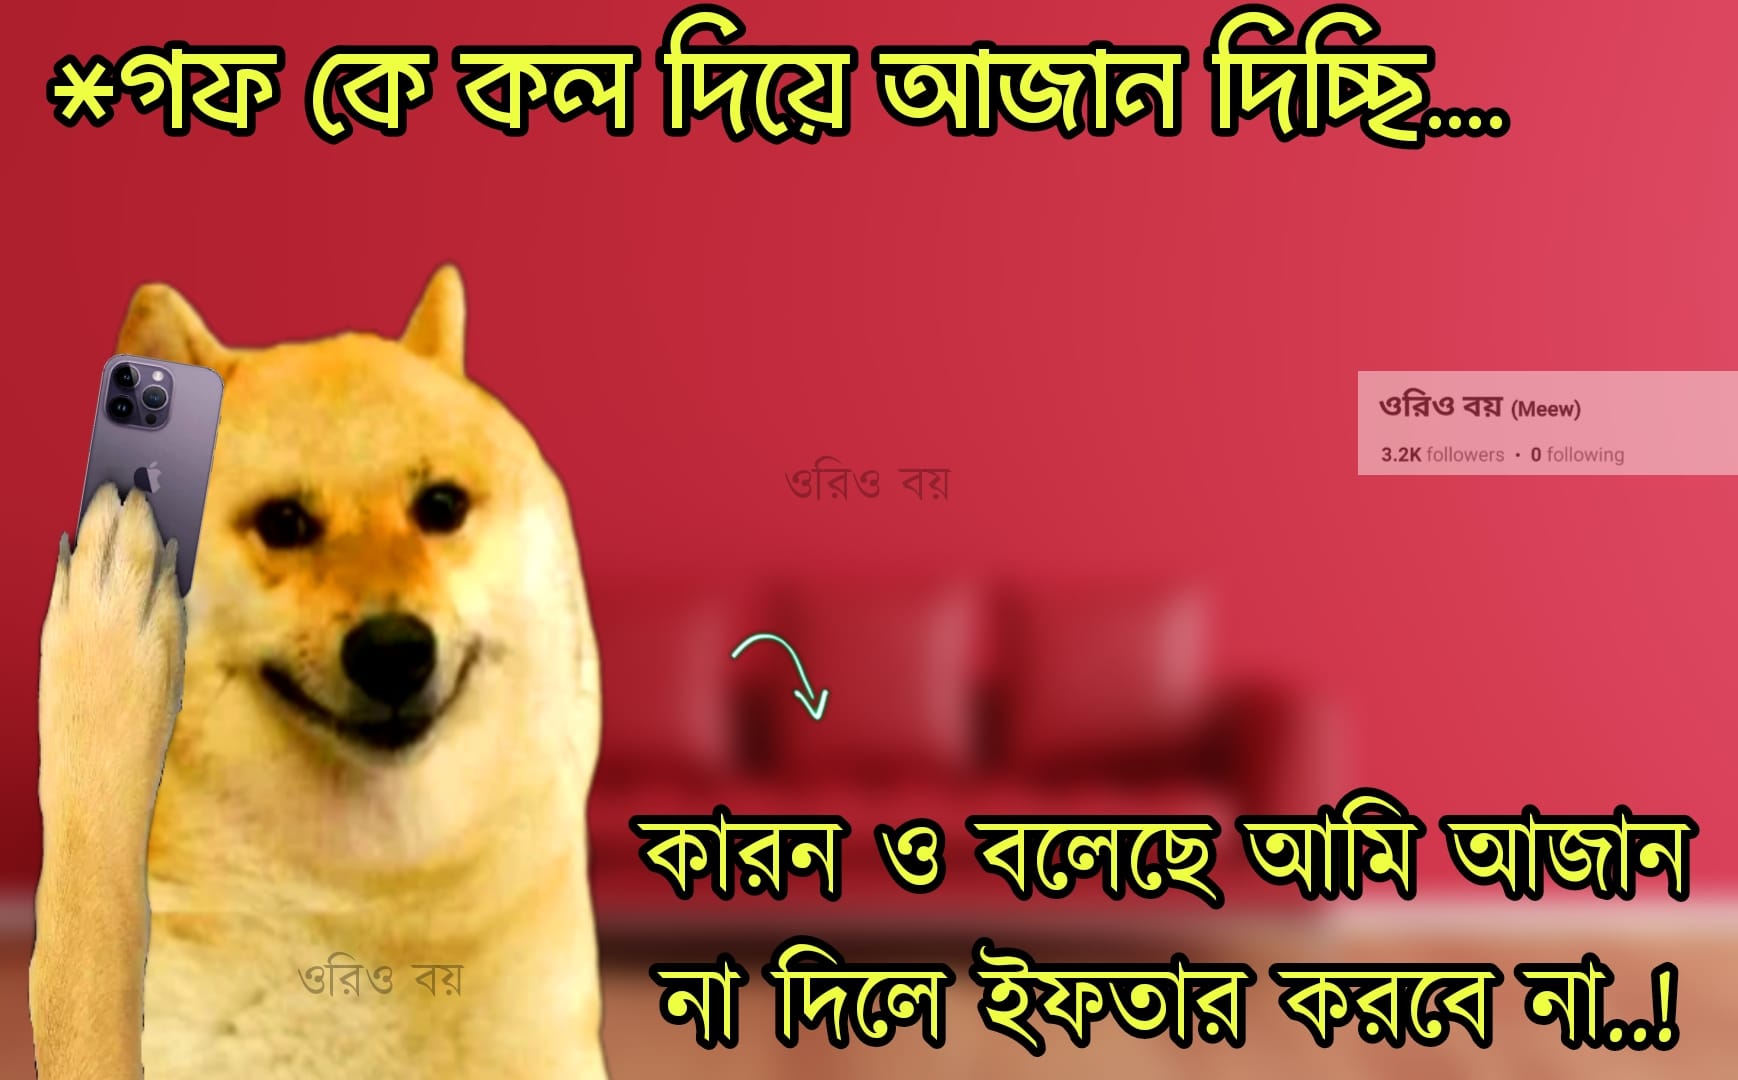 *গফ কে কল দিয়ে আজান দিচ্ছি....
ওরিও বয় (Meew)
3.2K followers • 0 following
ওরিও বয়
কারন ও বলেছে আমি আজান
না দিলে ইফতার করবে না..!
ওরিও বয়